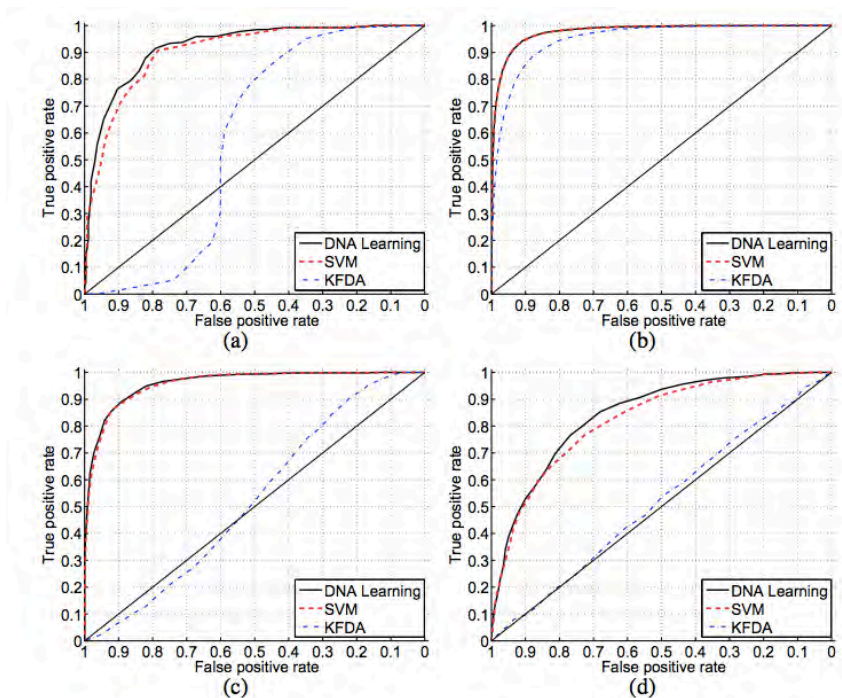 1
0.9
0.8
0.7
0.6
0.5
0.4
0.3
0.2
0.1
0
True positive rate
DNA Learning
SVM
KFDA
1 0.9 0.8 0.7 0.6 0.5 0.4 0.3 0.2 0.1 0
False positive rate
(a)
1
0.9
0.8
0.7
0.6
0.5
0.4
0.3
0.2
0.1
0
True positive rate
DNA Learning
SVM
KFDA
1 0.9 0.8 0.7 0.6 0.5 0.4 0.3 0.2 0.1 0
False positive rate
(b)
1
0.9
0.8
0.7
0.6
0.5
0.4
0.3
0.2
0.1
0
True positive rate
DNA Learning
SVM
KFDA
1 0.9 0.8 0.7 0.6 0.5 0.4 0.3 0.2 0.1 0
False positive rate
(c)
1
0.9
0.8
0.7
0.6
0.5
0.4
0.3
0.2
0.1
0
True positive rate
DNA Learning
SVM
KFDA
1 0.9 0.8 0.7 0.6 0.5 0.4 0.3 0.2 0.1 0
False positive rate
(d)